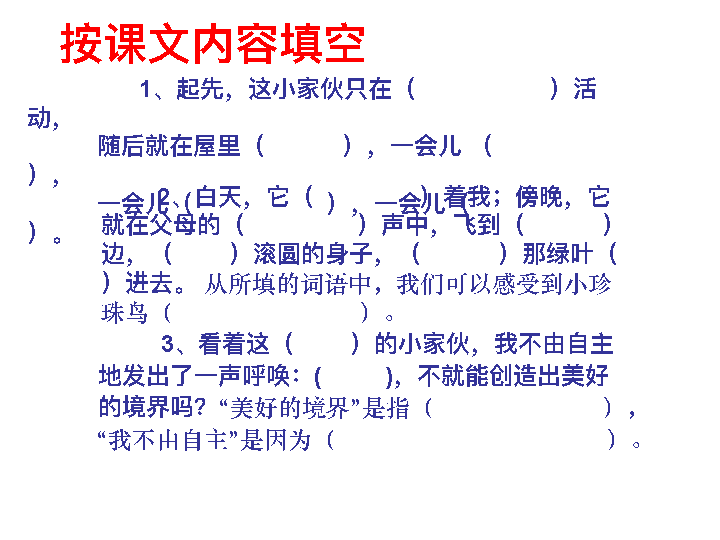 按课文内容填空
1、起先，这小家伙只在（　　　　　）活
动，
随后就在屋里（　　　），一会儿 （
），
一会儿（　　　　　），一会儿（
）。
2、白天，它（　　　　）着我；傍晚，它
就在父母的（　　　　）声中，飞到（　　　）
边，（　　）滚圆的身子，（　　　）那绿叶（
）进去。 从所填的词语中，我们可以感受到小珍
珠鸟（　　　　　　　）。
3、看着这（　　）的小家伙，我不由自主
地发出了一声呼唤：(　　　)，不就能创造出美好
的境界吗？“美好的境界”是指（　　　　　　　），
“我不由自主”是因为（　　　　　　　　　　　）。